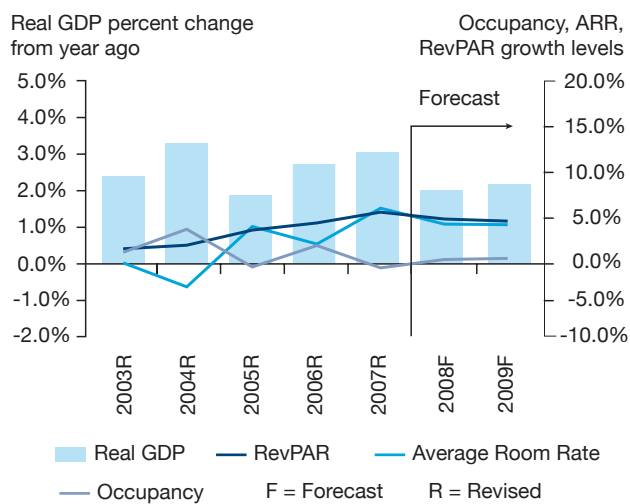 Real GDP percent change
from year ago
Occupancy, ARR,
RevPAR growth levels
5.0%
4.0%
3.0%
2.0%
1.0%
0.0%
-1.0%
-2.0%
Forecast
20.0%
15.0%
10.0%
5.0%
0.0%
-5.0%
-10.0%
2003R
2004R
2005R
2006R
2007R
2008F
2009F
Real GDP RevPAR Average Room Rate
Occupancy F = Forecast R = Revised